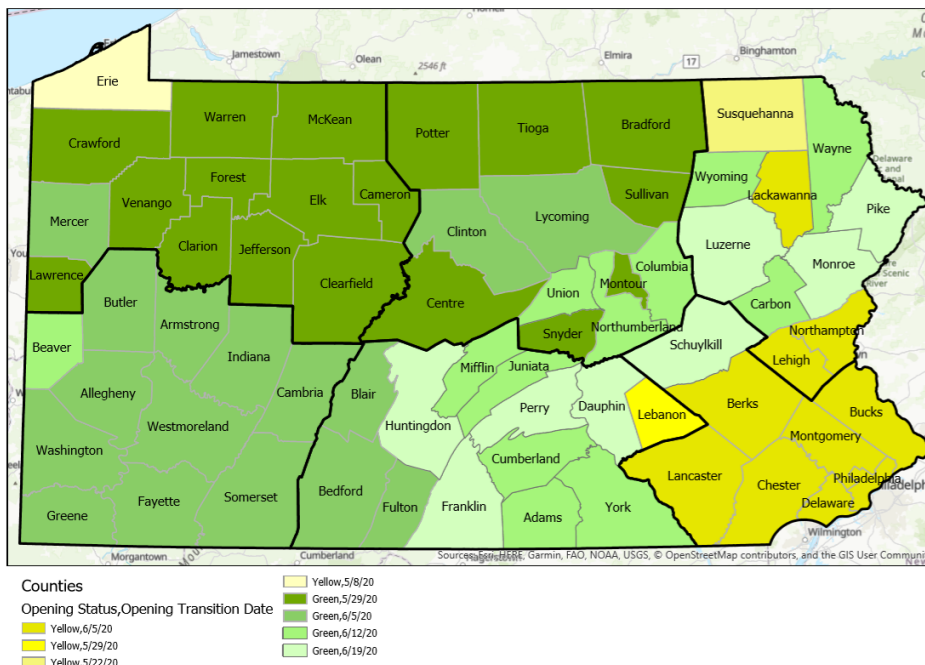 Jamestown
Olean
2546 ft
Elmira
17
Binghamton
Erie
Warren
McKean
Potter
Tioga
Bradford
Susquehanna
Crawford
Wayne
Forest
Wyoming
Sullivan
Elk
Cameron
Lackawanna
Mercer
Venango
Lycoming
Pike
Clinton
Clarion
Jefferson
Luzerne
Columbia
Monroe
Lawrence
Clearfield
Montour
Centre
Union
Carbon
Butler
Armstrong
Northumberland
Northampton
Snyder
Schuylkill
Beaver
Indiana
Lehigh
Mifflin
Juniata
Allegheny
Cambria
Blair
Berks
Perry
Dauphin
Lebanon
Bucks
Westmoreland
Huntingdon
Montgomery
Washington
Cumberland
Lancaster
Chester
Philadelphia
Bedford
Fulton
Franklin
York
Delaware
Greene
Fayette
Somerset
Adams
Wilmington
Morgantown
Cumberland
Hagerstown
Sources: Esri, HERE, Garmin, FAO, NOAA, USGS, © OpenStreetMap contributors, and the GIS User Communi
Counties
Opening Status,Opening Transition Date
Yellow,6/5/20
Yellow,5/29/20
Yellow,5/22/20
Yellow,5/8/20
Green,5/29/20
Green,6/5/20
Green,6/12/20
Green,6/19/20